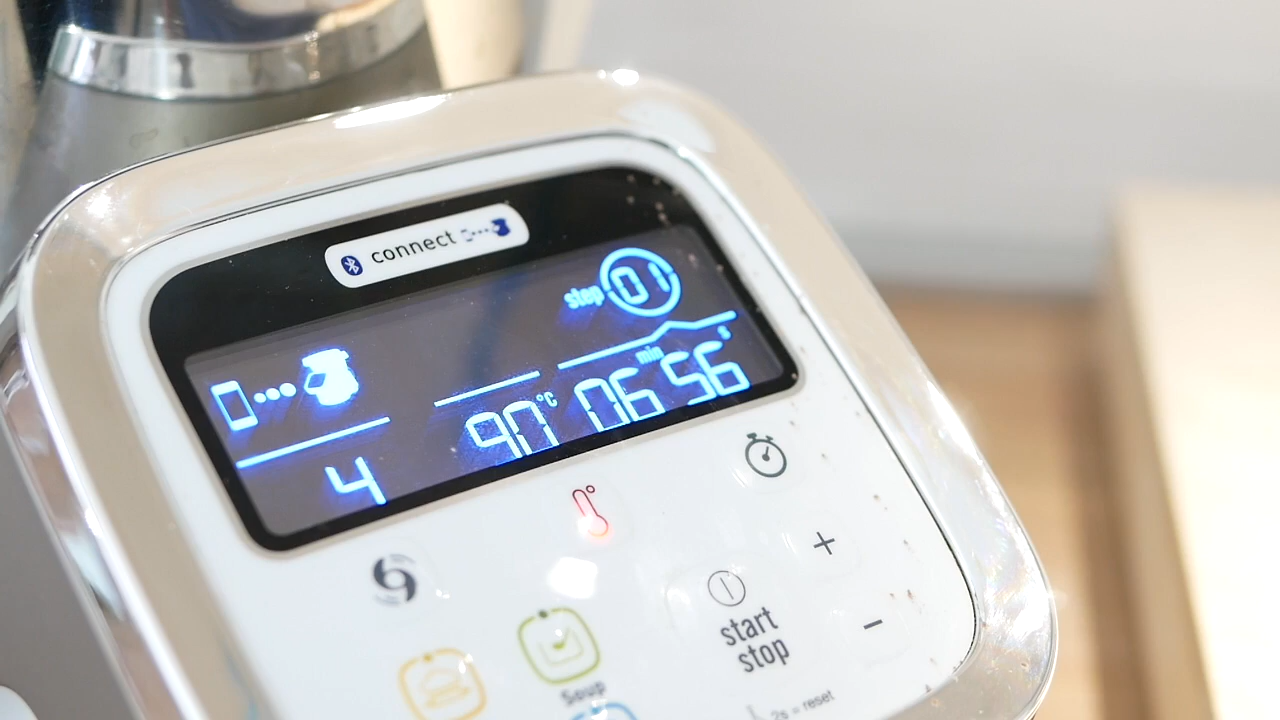 connect
step 01
4 90 °C 06 min 56 s
+
start
stop
-
Soup
2s = reset